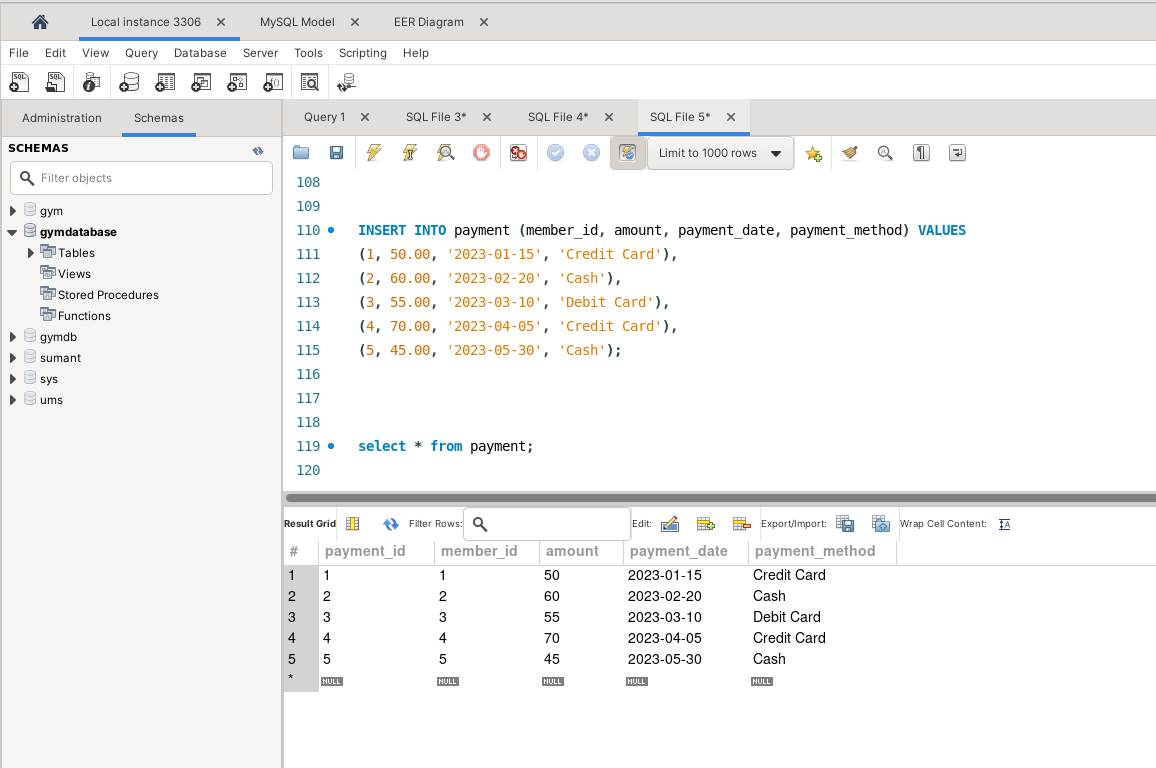 Local instance 3306 MySQL Model EER Diagram
File Edit View Query Database Server Tools Scripting Help
Administration Schemas
Query 1 SQL File 3* SQL File 4* SQL File 5*
SCHEMAS
Filter objects
gym
gymdatabase
Tables
Views
Stored Procedures
Functions
gymdb
sumant
sys
ums
Limit to 1000 rows
108
109
110 INSERT INTO payment (member_id, amount, payment_date, payment_method) VALUES
111 (1, 50.00, '2023-01-15', 'Credit Card'),
112 (2, 60.00, '2023-02-20', 'Cash'),
113 (3, 55.00, '2023-03-10', 'Debit Card'),
114 (4, 70.00, '2023-04-05', 'Credit Card'),
115 (5, 45.00, '2023-05-30', 'Cash');
116
117
118
119 select * from payment;
120
Result Grid Filter Rows: Edit: Export/Import: Wrap Cell Content:
# payment_id member_id amount payment_date payment_method
1 1 1 50 2023-01-15 Credit Card
2 2 2 60 2023-02-20 Cash
3 3 3 55 2023-03-10 Debit Card
4 4 4 70 2023-04-05 Credit Card
5 5 5 45 2023-05-30 Cash
* NULL NULL NULL NULL NULL